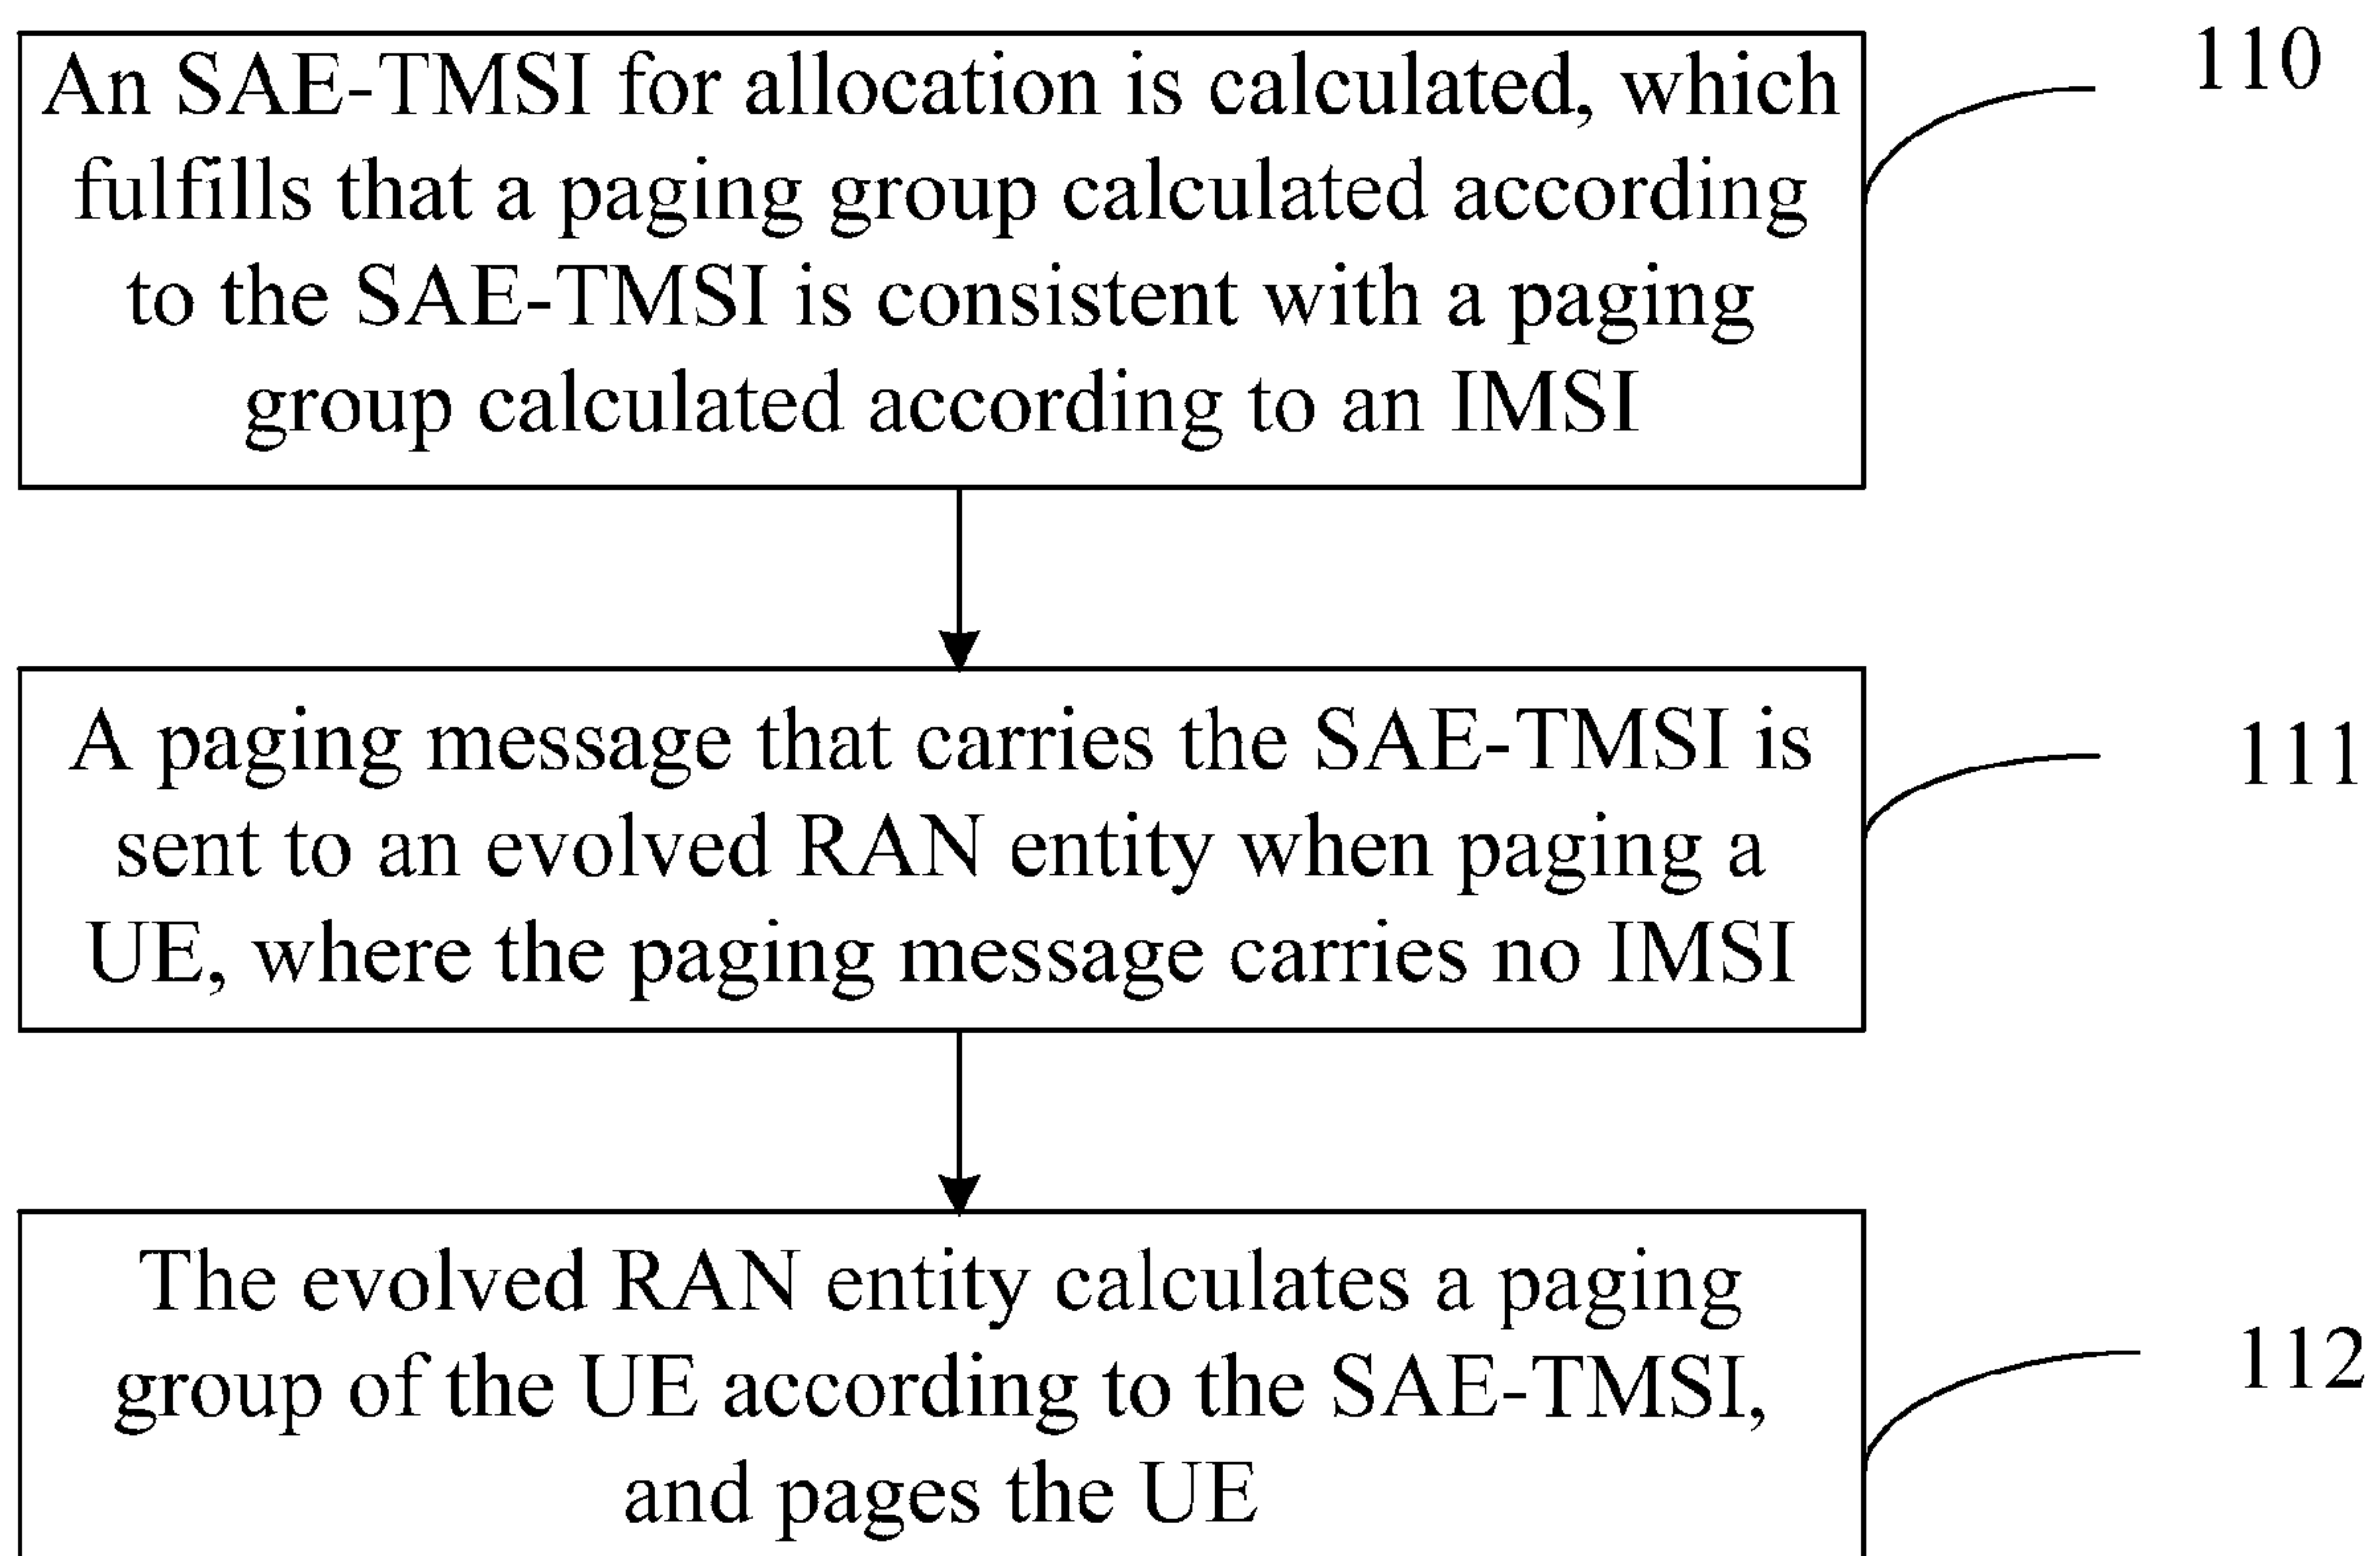 An SAE-TMSI for allocation is calculated, which
fulfills that a paging group calculated according
to the SAE-TMSI is consistent with a paging
group calculated according to an IMSI
110
A paging message that carries the SAE-TMSI is
sent to an evolved RAN entity when paging a
UE, where the paging message carries no IMSI
111
The evolved RAN entity calculates a paging
group of the UE according to the SAE-TMSI,
and pages the UE
112